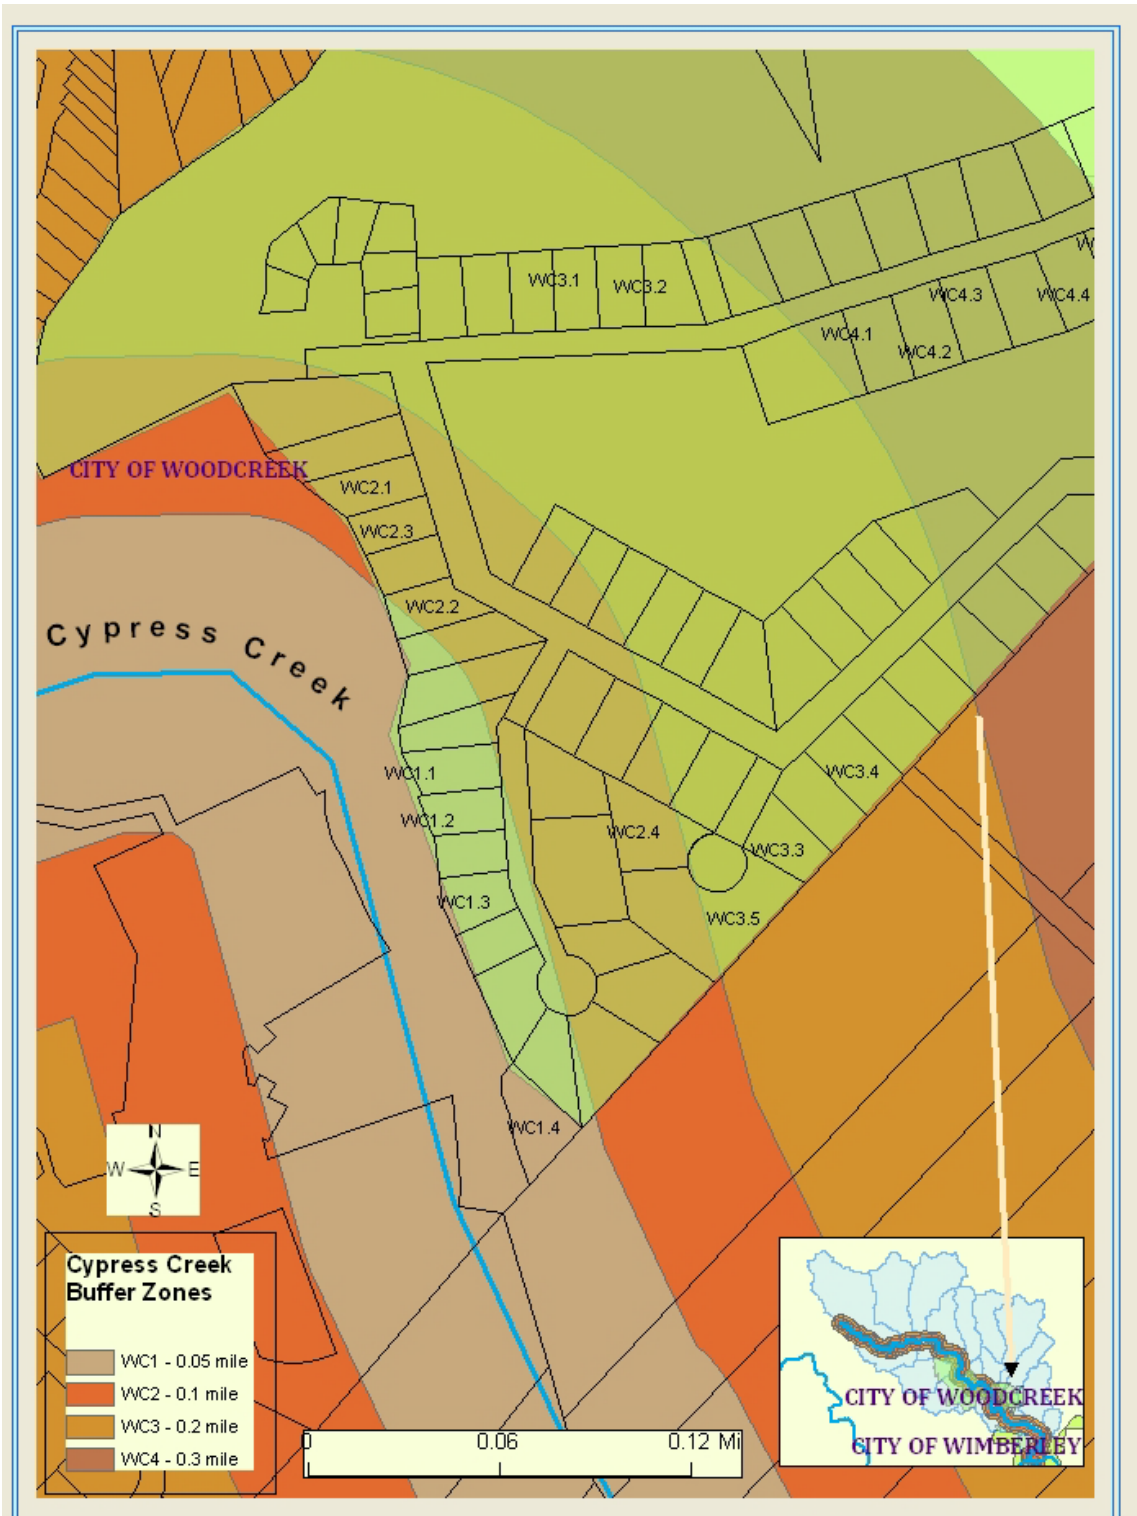 WC3.1
WC3.2
WC4.3
WC4.4
WC4.1
WC4.2
CITY OF WOODCREEK
WC2.1
WC2.3
WC2.2
Cypress Creek
WC1.1
WC3.4
WC1.2
WC2.4
WC3.3
WC1.3
WC3.5
WC1.4
N
W E
S
Cypress Creek
Buffer Zones
WC1 - 0.05 mile
WC2 - 0.1 mile
WC3 - 0.2 mile
WC4 - 0.3 mile
0 0.06 0.12 Mi
CITY OF WOODCREEK
CITY OF WIMBERLEY